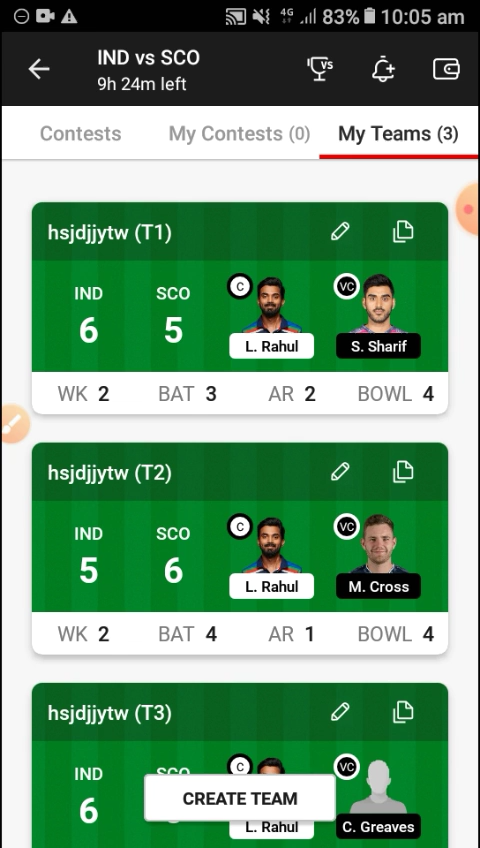 4G 83% 10:05 am
IND vs SCO
9h 24m left
VS
Contests My Contests (0) My Teams (3)
hsjdjjytw (T1)
IND SCO C VC
6 5
L. Rahul S. Sharif
WK 2 BAT 3 AR 2 BOWL 4
hsjdjjytw (T2)
IND SCO C VC
5 6
L. Rahul M. Cross
WK 2 BAT 4 AR 1 BOWL 4
hsjdjjytw (T3)
IND SCO C VC
6
CREATE TEAM
L. Rahul C. Greaves